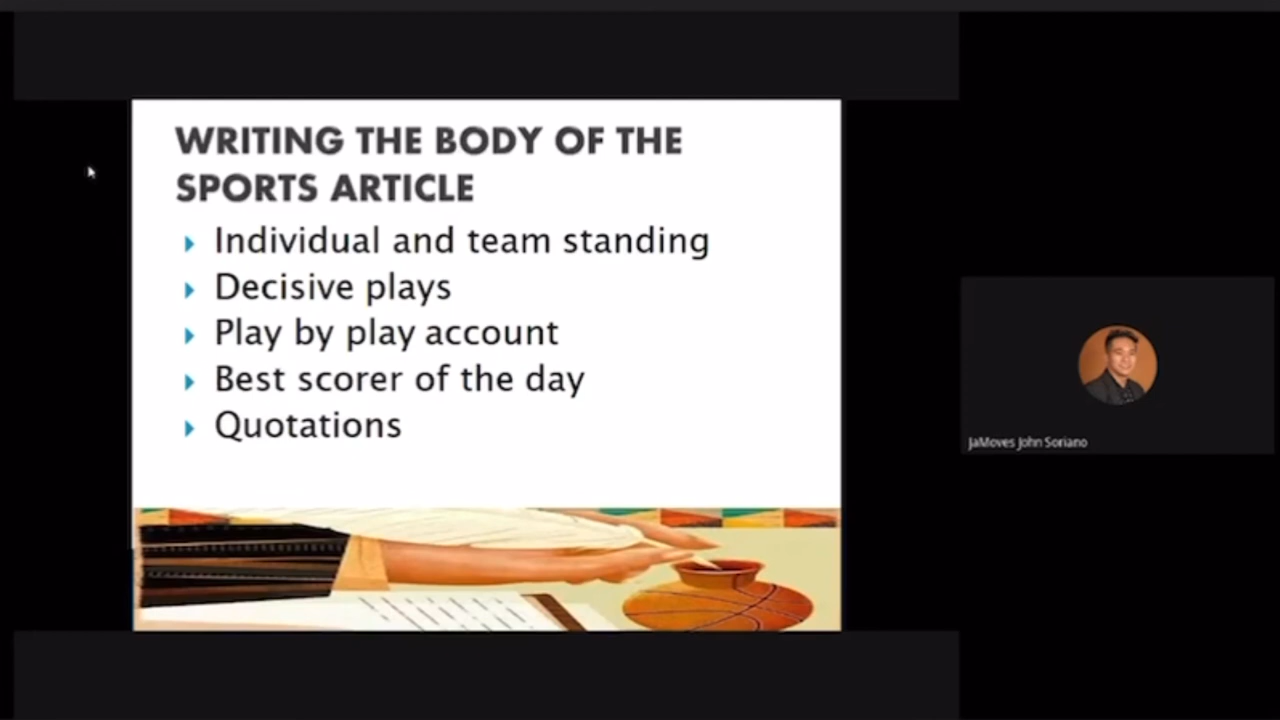 WRITING THE BODY OF THE
SPORTS ARTICLE
Individual and team standing
Decisive plays
Play by play account
Best scorer of the day
Quotations
JaMoves John Soriano